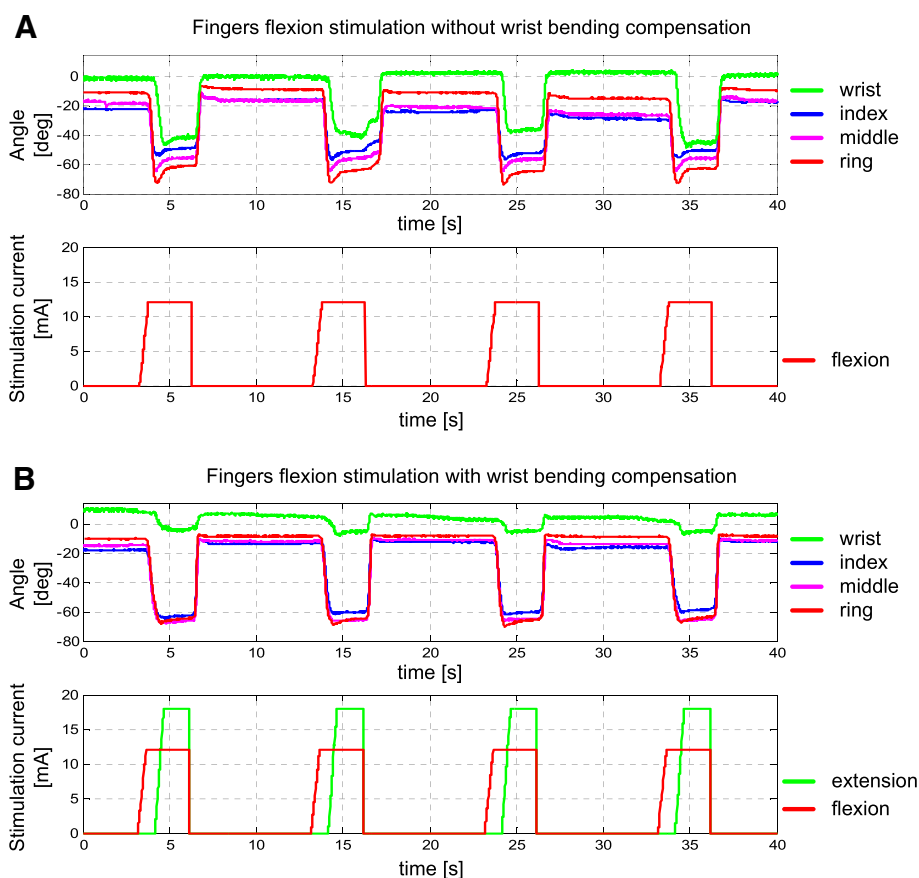 A
Fingers flexion stimulation without wrist bending compensation
Angle
[deg]
0
-20
-40
-60
-80
0 5 10 15 20 25 30 35 40
time [s]
wrist
index
middle
ring
Stimulation current
[mA]
20
15
10
5
0
0 5 10 15 20 25 30 35 40
time [s]
flexion
B
Fingers flexion stimulation with wrist bending compensation
Angle
[deg]
0
-20
-40
-60
-80
0 5 10 15 20 25 30 35 40
time [s]
wrist
index
middle
ring
Stimulation current
[mA]
20
15
10
5
0
0 5 10 15 20 25 30 35 40
time [s]
extension
flexion